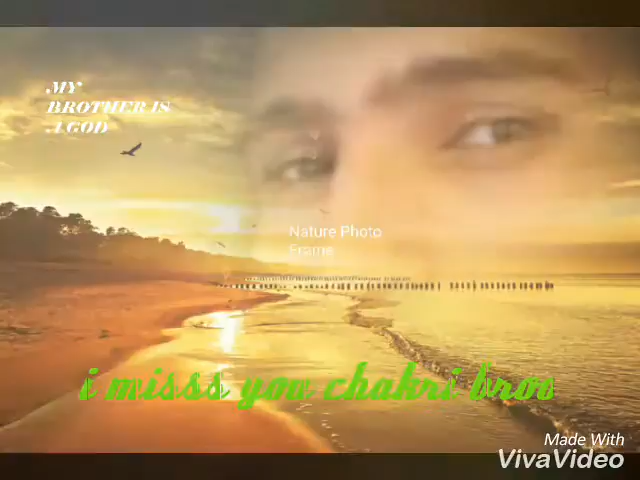 MY
BROTHER IS
A GOD
Nature Photo
Frame
i misss you chakri broo
Made With
VivaVideo